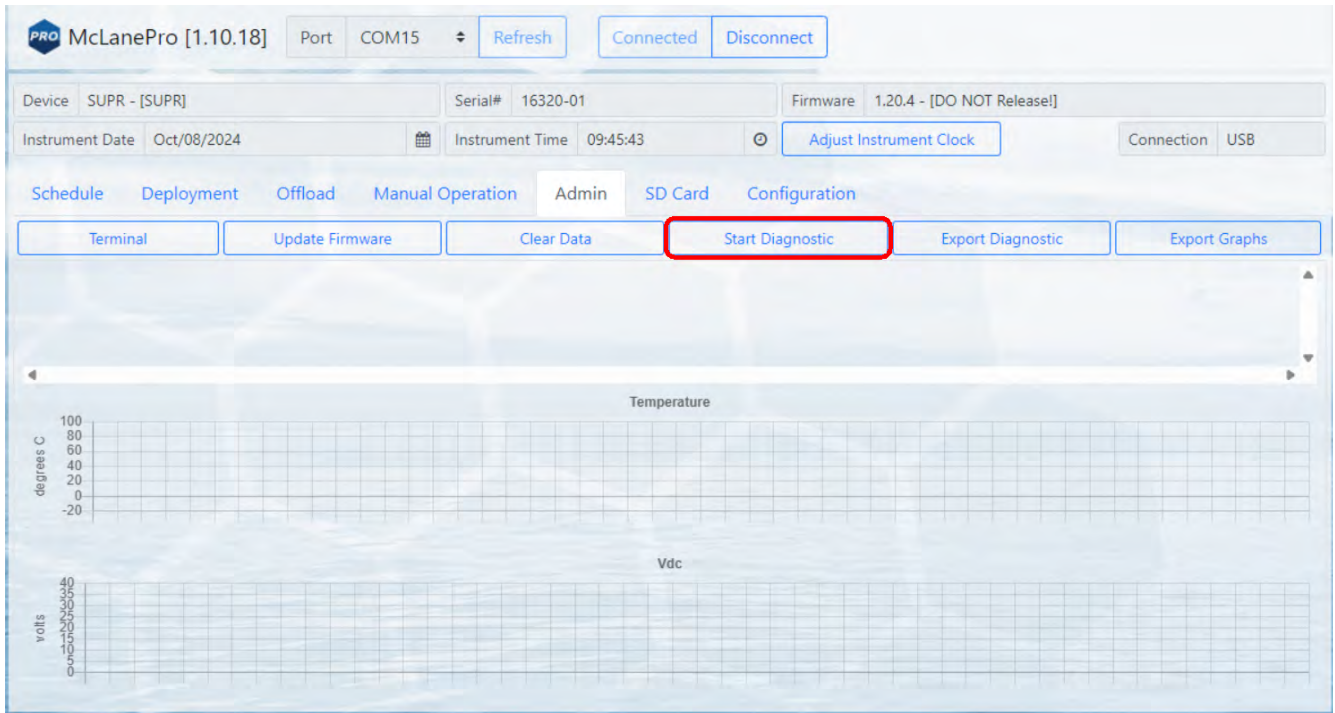 PRO McLanePro [1.10.18] Port COM15 Refresh Connected Disconnect
Device SUPR - [SUPR] Serial# 16320-01 Firmware 1.20.4 - [DO NOT Release!]
Instrument Date Oct/08/2024 Instrument Time 09:45:43 Adjust Instrument Clock Connection USB
Schedule Deployment Offload Manual Operation Admin SD Card Configuration
Terminal Update Firmware Clear Data Start Diagnostic Export Diagnostic Export Graphs
Temperature
degrees C
100
80
60
40
20
0
-20
Vdc
volts
40
35
30
25
20
15
10
5
0